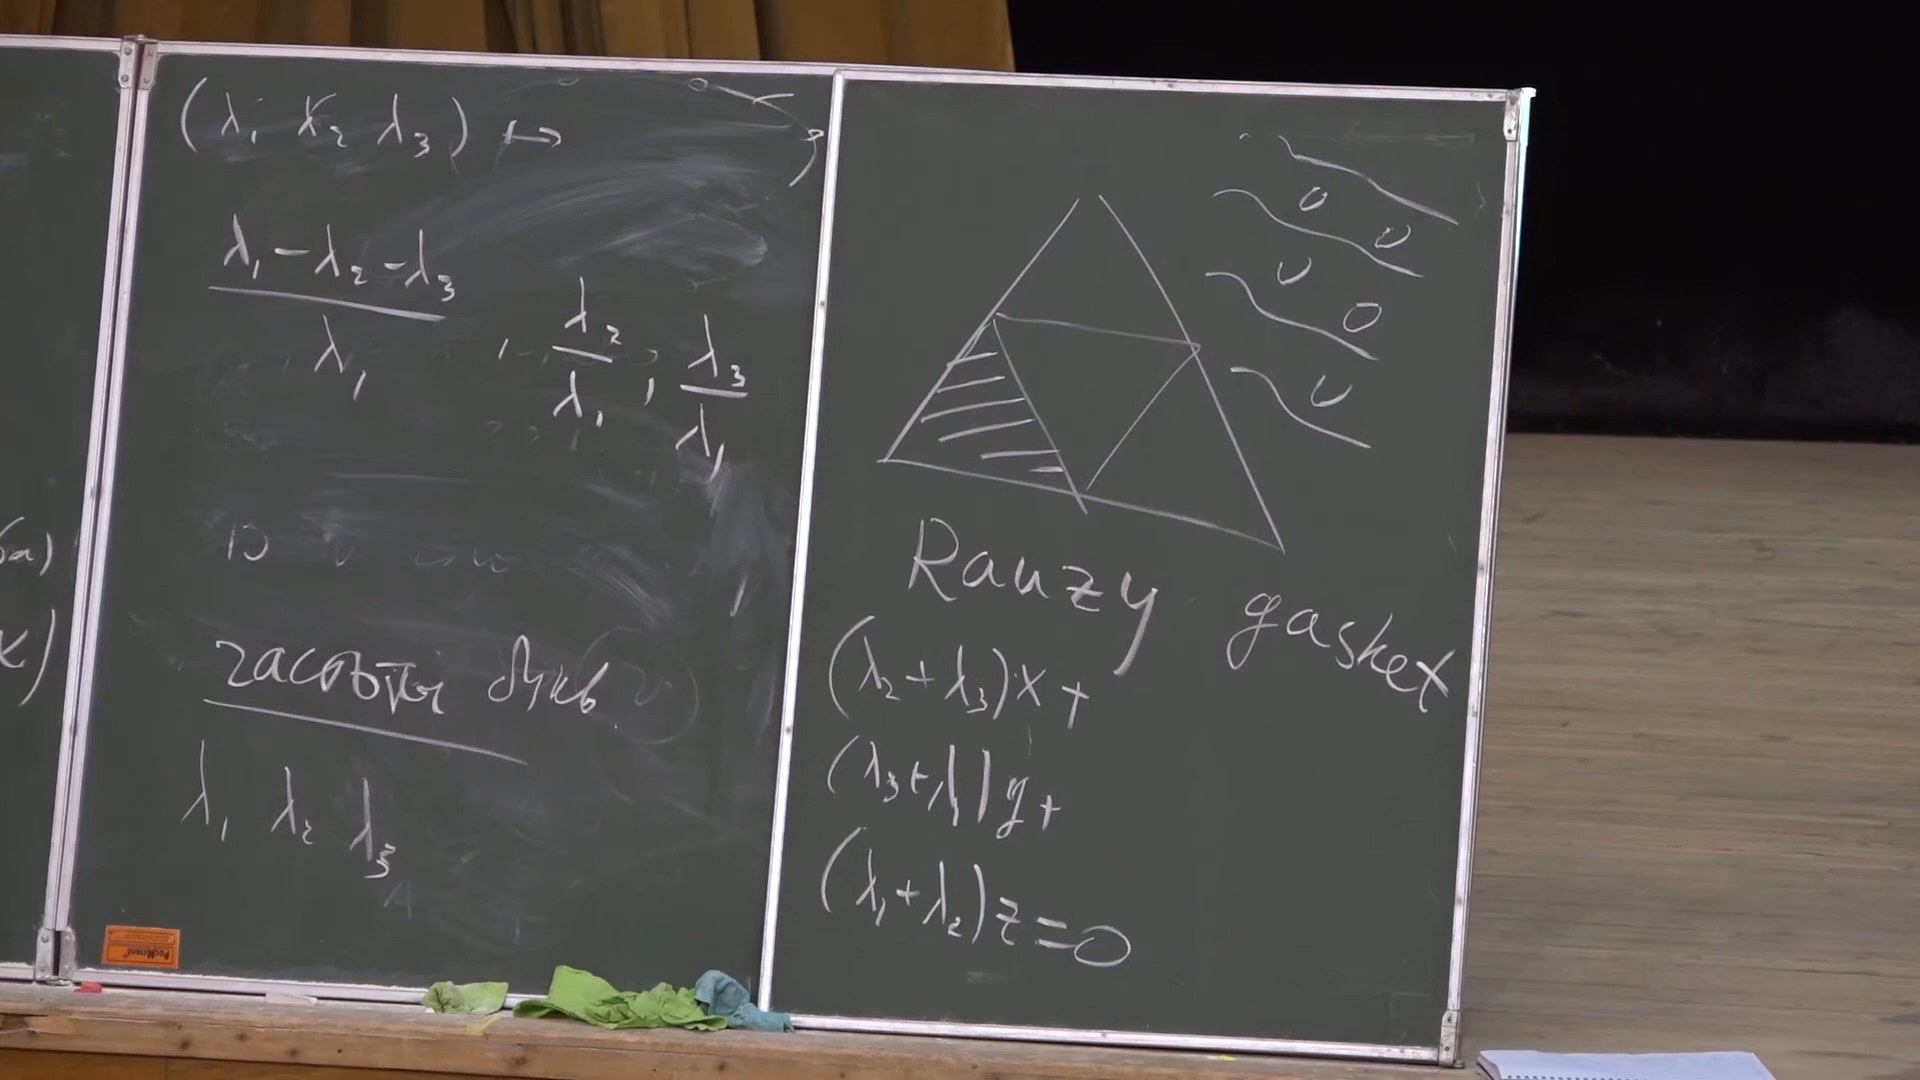 (λ₁ λ₂ λ₃) ↦
λ₁ - λ₂ - λ₃
λ₁
λ₂
λ₁
,
λ₃
λ₁
частоты букв
λ₁ λ₂ λ₃
Rauzy gasket
(λ₂ + λ₃)x +
(λ₃ + λ₁)y +
(λ₁ + λ₂)z = 0